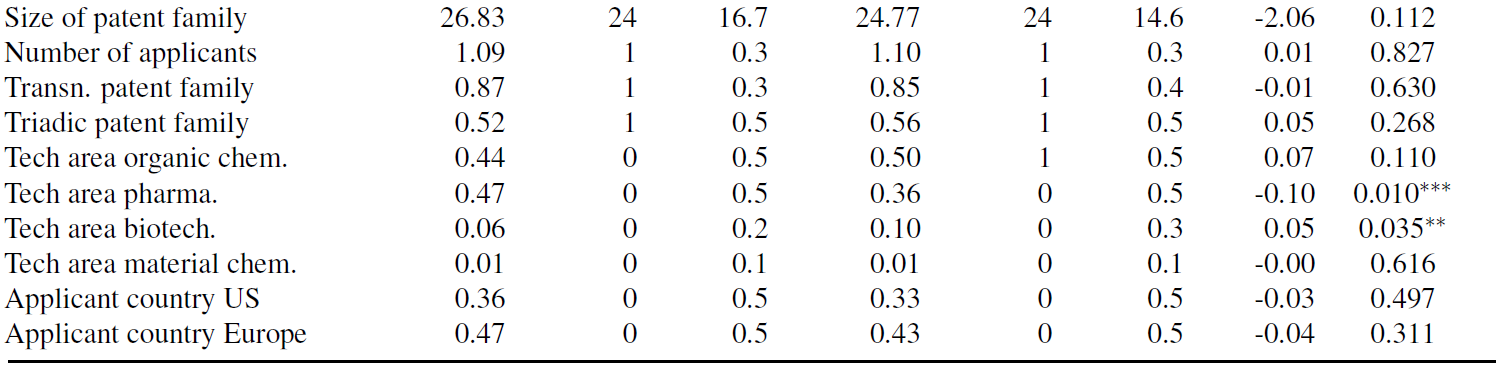 Size of patent family 26.83 24 16.7 24.77 24 14.6 -2.06 0.112
Number of applicants 1.09 1 0.3 1.10 1 0.3 0.01 0.827
Transn. patent family 0.87 1 0.3 0.85 1 0.4 -0.01 0.630
Triadic patent family 0.52 1 0.5 0.56 1 0.5 0.05 0.268
Tech area organic chem. 0.44 0 0.5 0.50 1 0.5 0.07 0.110
Tech area pharma. 0.47 0 0.5 0.36 0 0.5 -0.10 0.010***
Tech area biotech. 0.06 0 0.2 0.10 0 0.3 0.05 0.035**
Tech area material chem. 0.01 0 0.1 0.01 0 0.1 -0.00 0.616
Applicant country US 0.36 0 0.5 0.33 0 0.5 -0.03 0.497
Applicant country Europe 0.47 0 0.5 0.43 0 0.5 -0.04 0.311